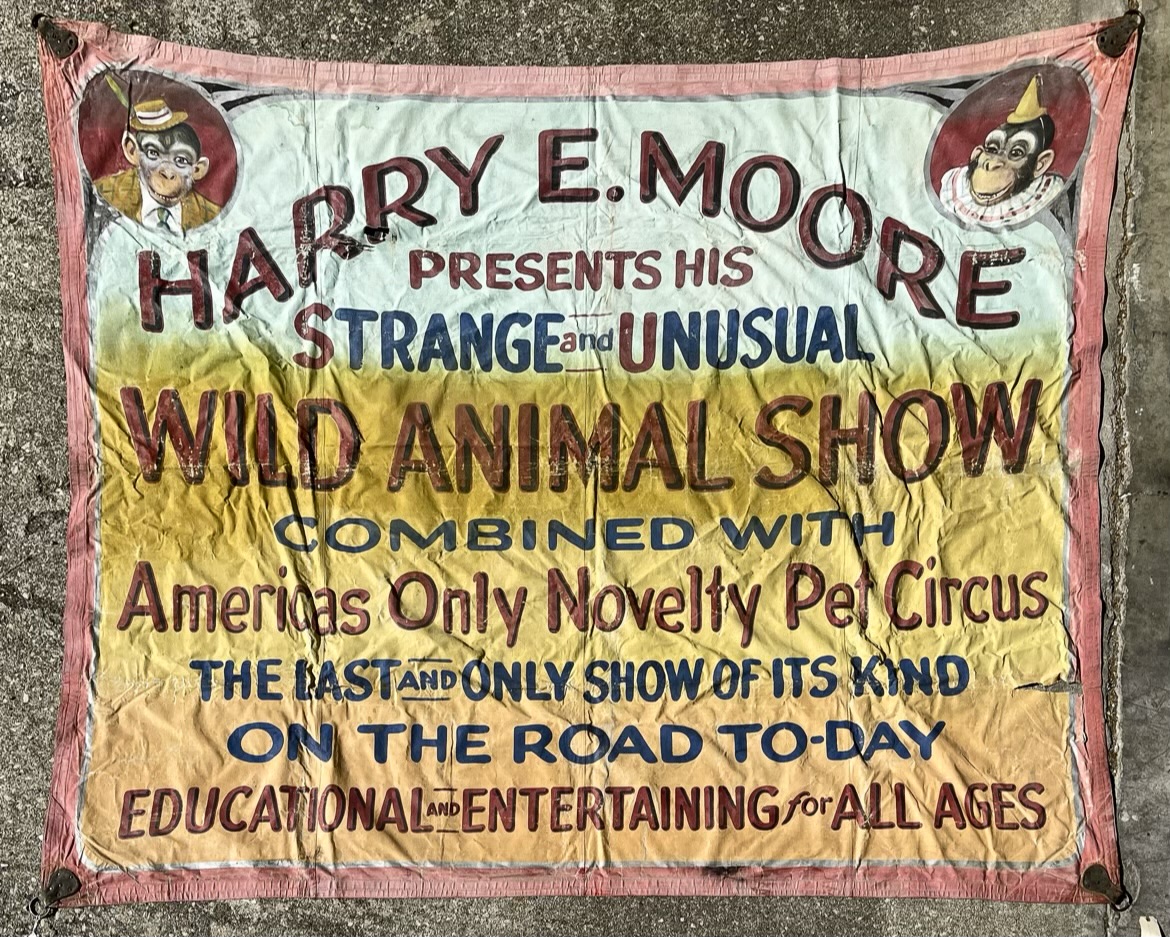 HARRY E. MOORE
PRESENTS HIS
STRANGE and UNUSUAL
WILD ANIMAL SHOW
COMBINED WITH
Americas Only Novelty Pet Circus
THE LAST AND ONLY SHOW OF ITS KIND
ON THE ROAD TO-DAY
EDUCATIONAL AND ENTERTAINING for ALL AGES